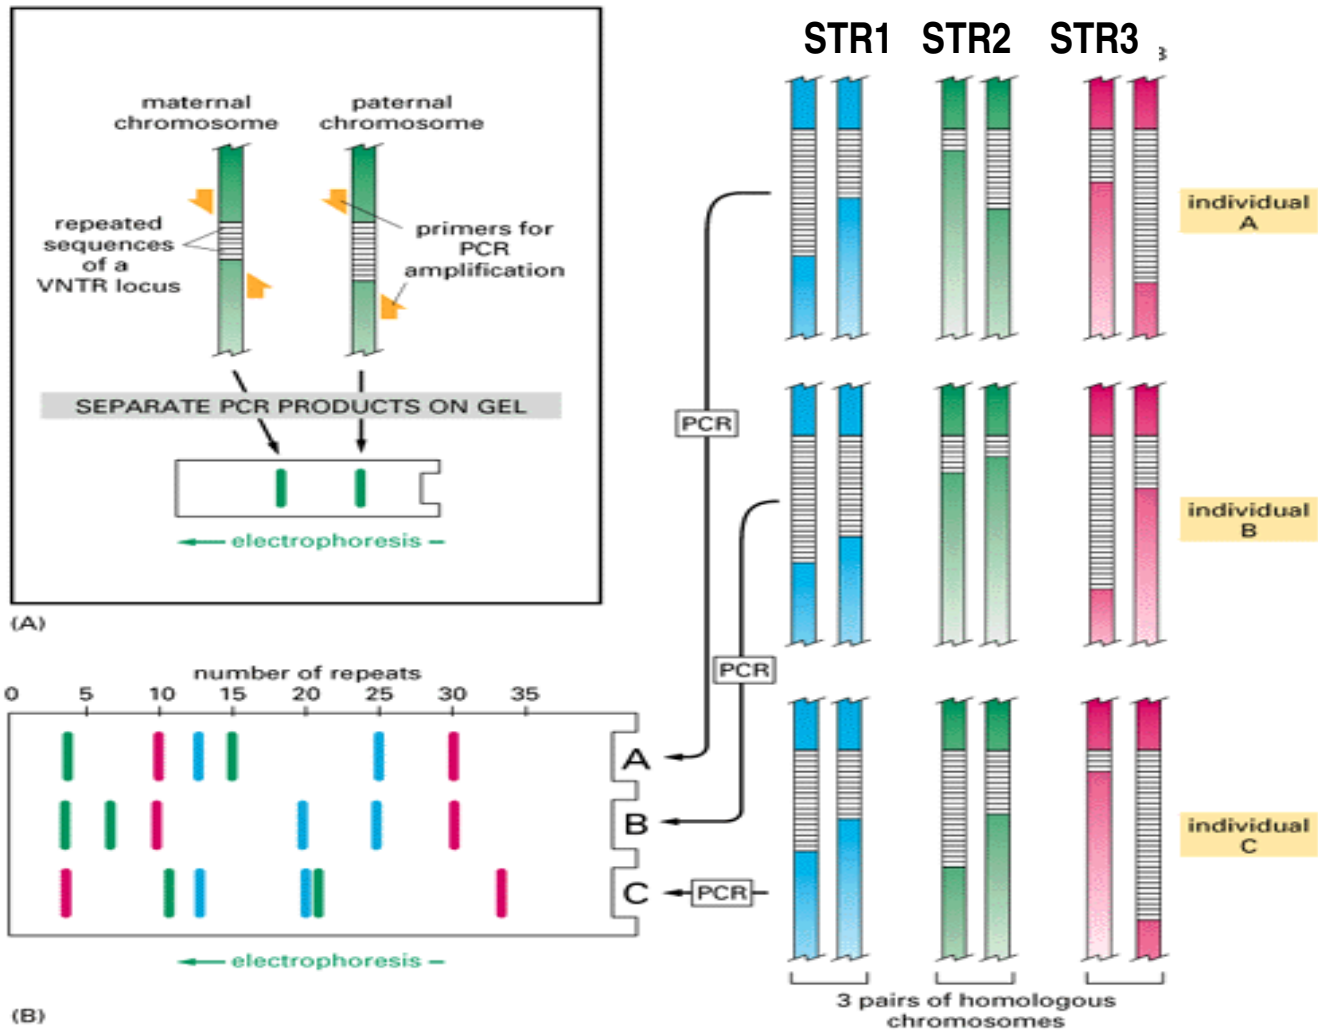 maternal
chromosome
paternal
chromosome
repeated
sequences
of a
VNTR locus
primers for
PCR
amplification
SEPARATE PCR PRODUCTS ON GEL
electrophoresis
(A)
number of repeats
0 5 10 15 20 25 30 35
A
B
C
electrophoresis
(B)
PCR
PCR
PCR
STR1 STR2 STR3
individual
A
individual
B
individual
C
3 pairs of homologous
chromosomes